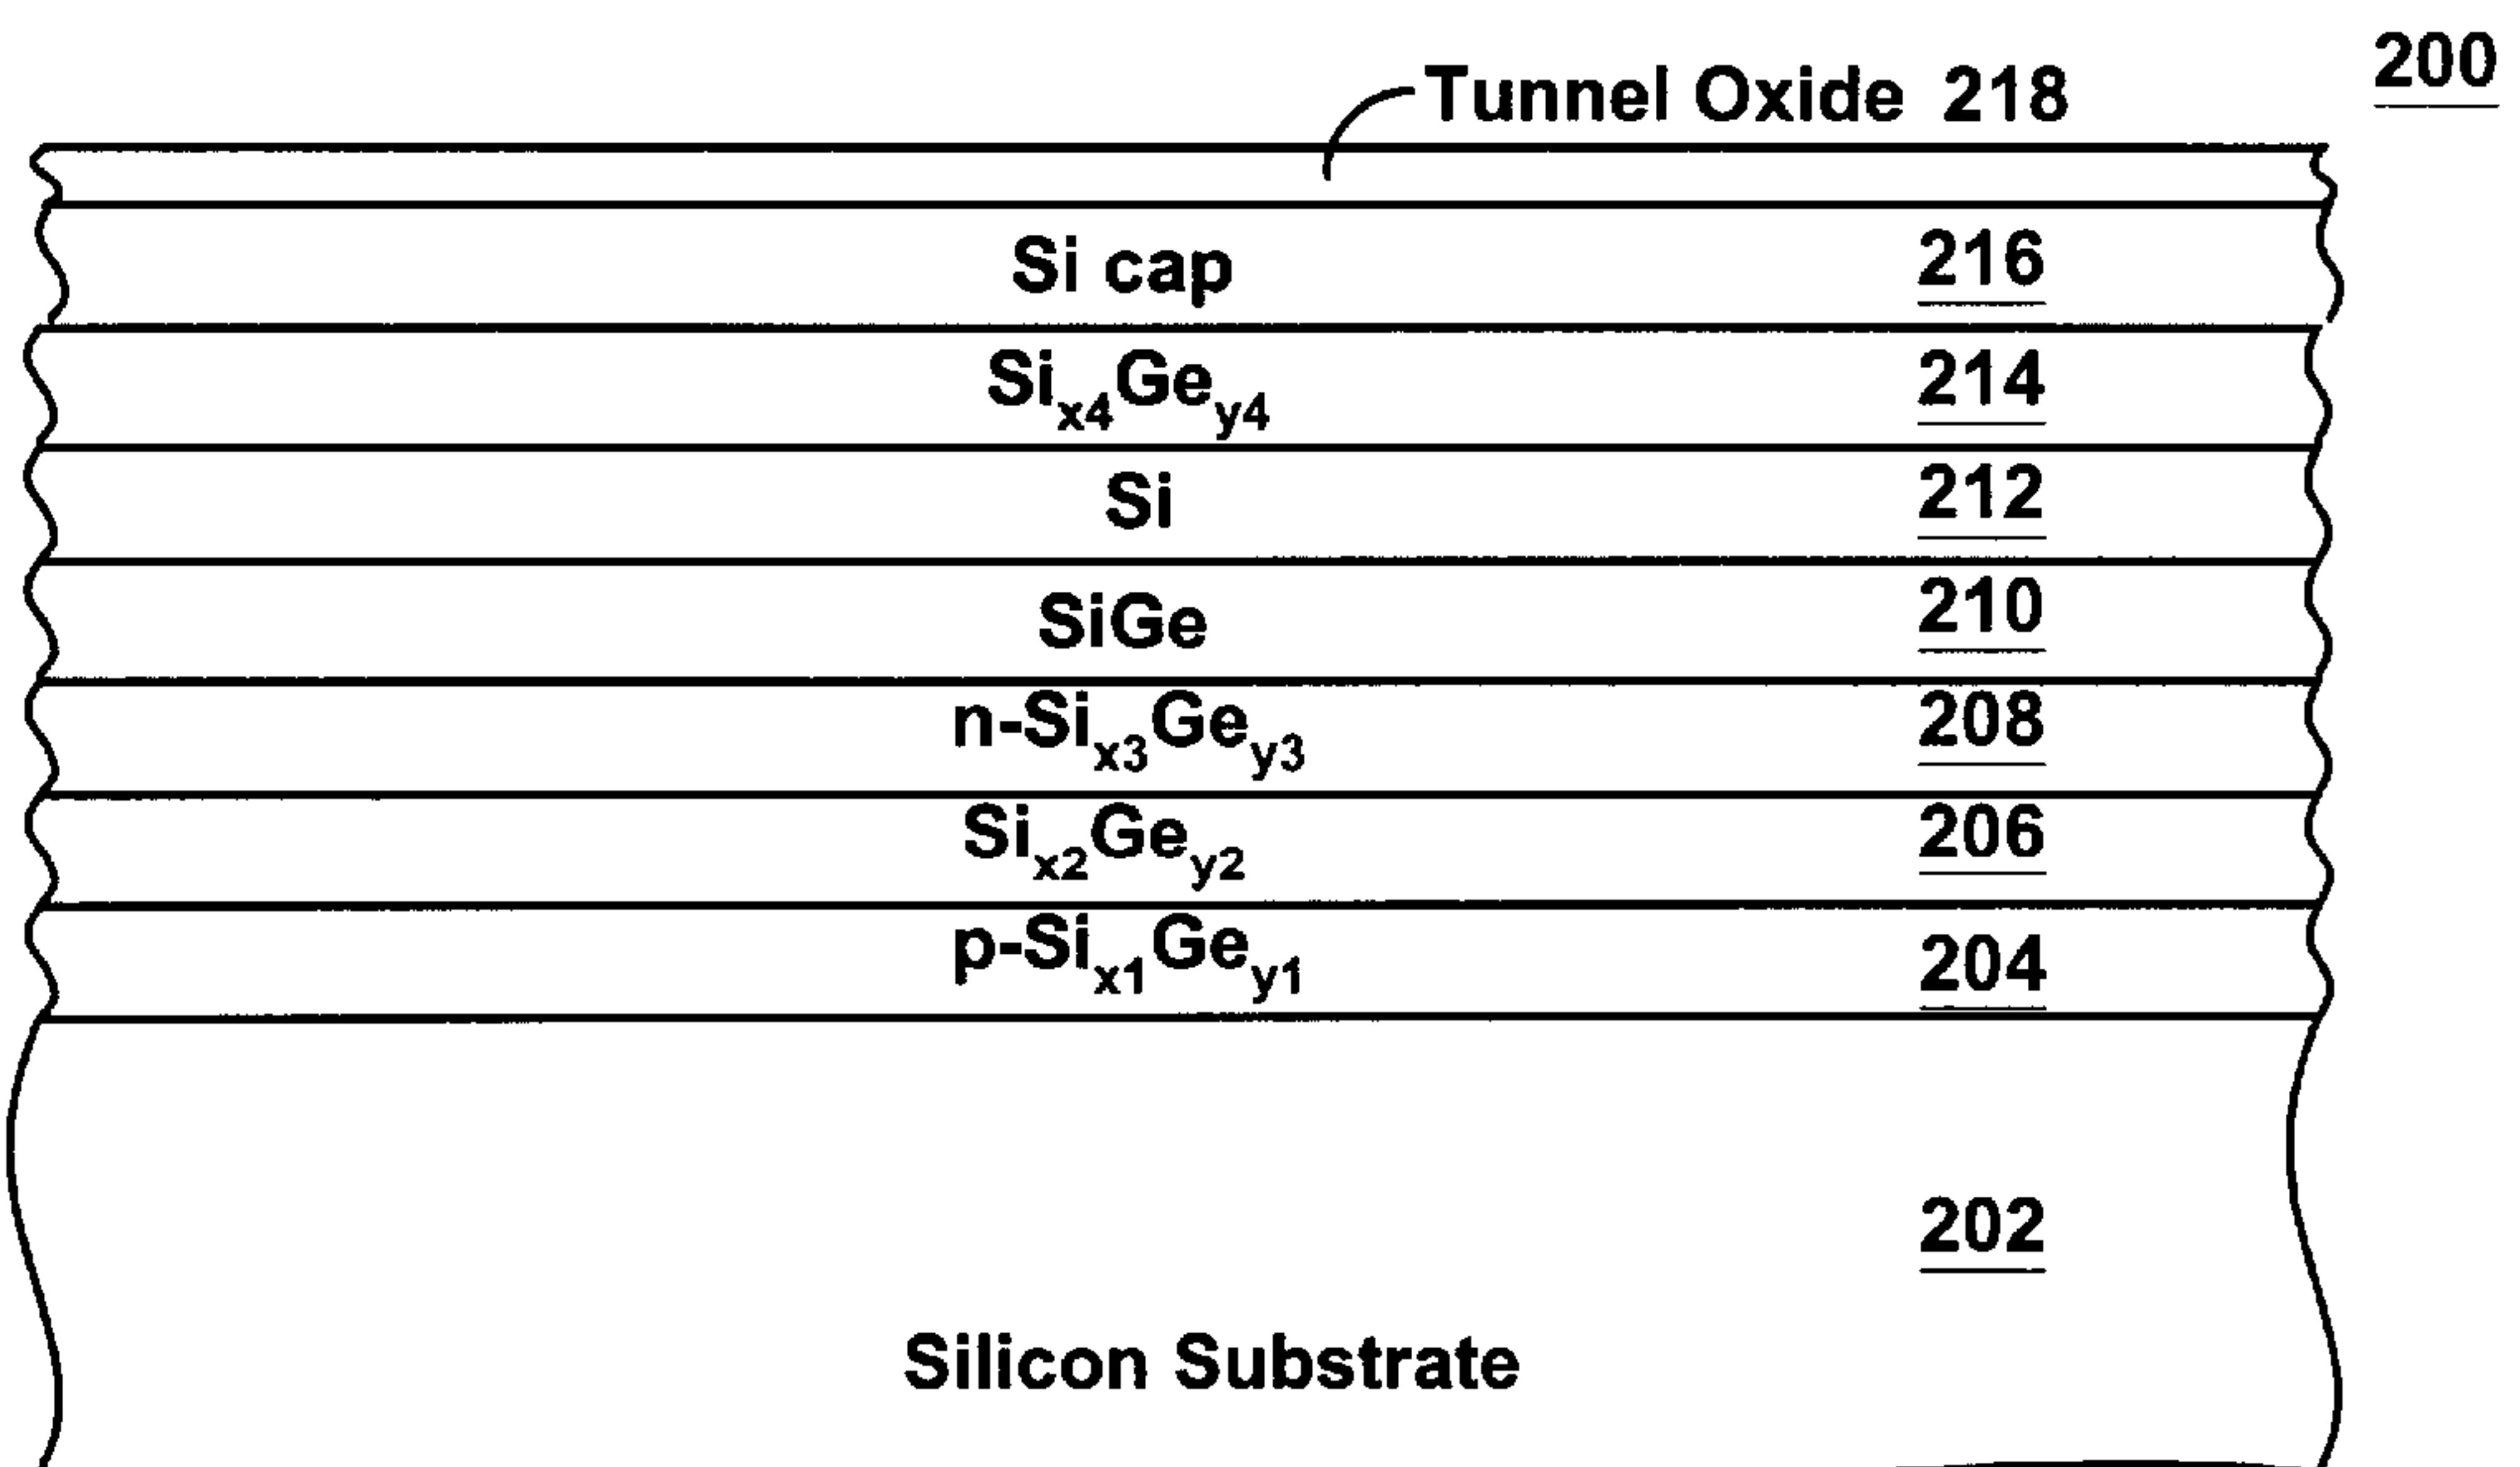 200
Tunnel Oxide 218
Si cap 216
Six4Gey4 214
Si 212
SiGe 210
n-Six3Gey3 208
Six2Gey2 206
p-Six1Gey1 204
202
Silicon Substrate